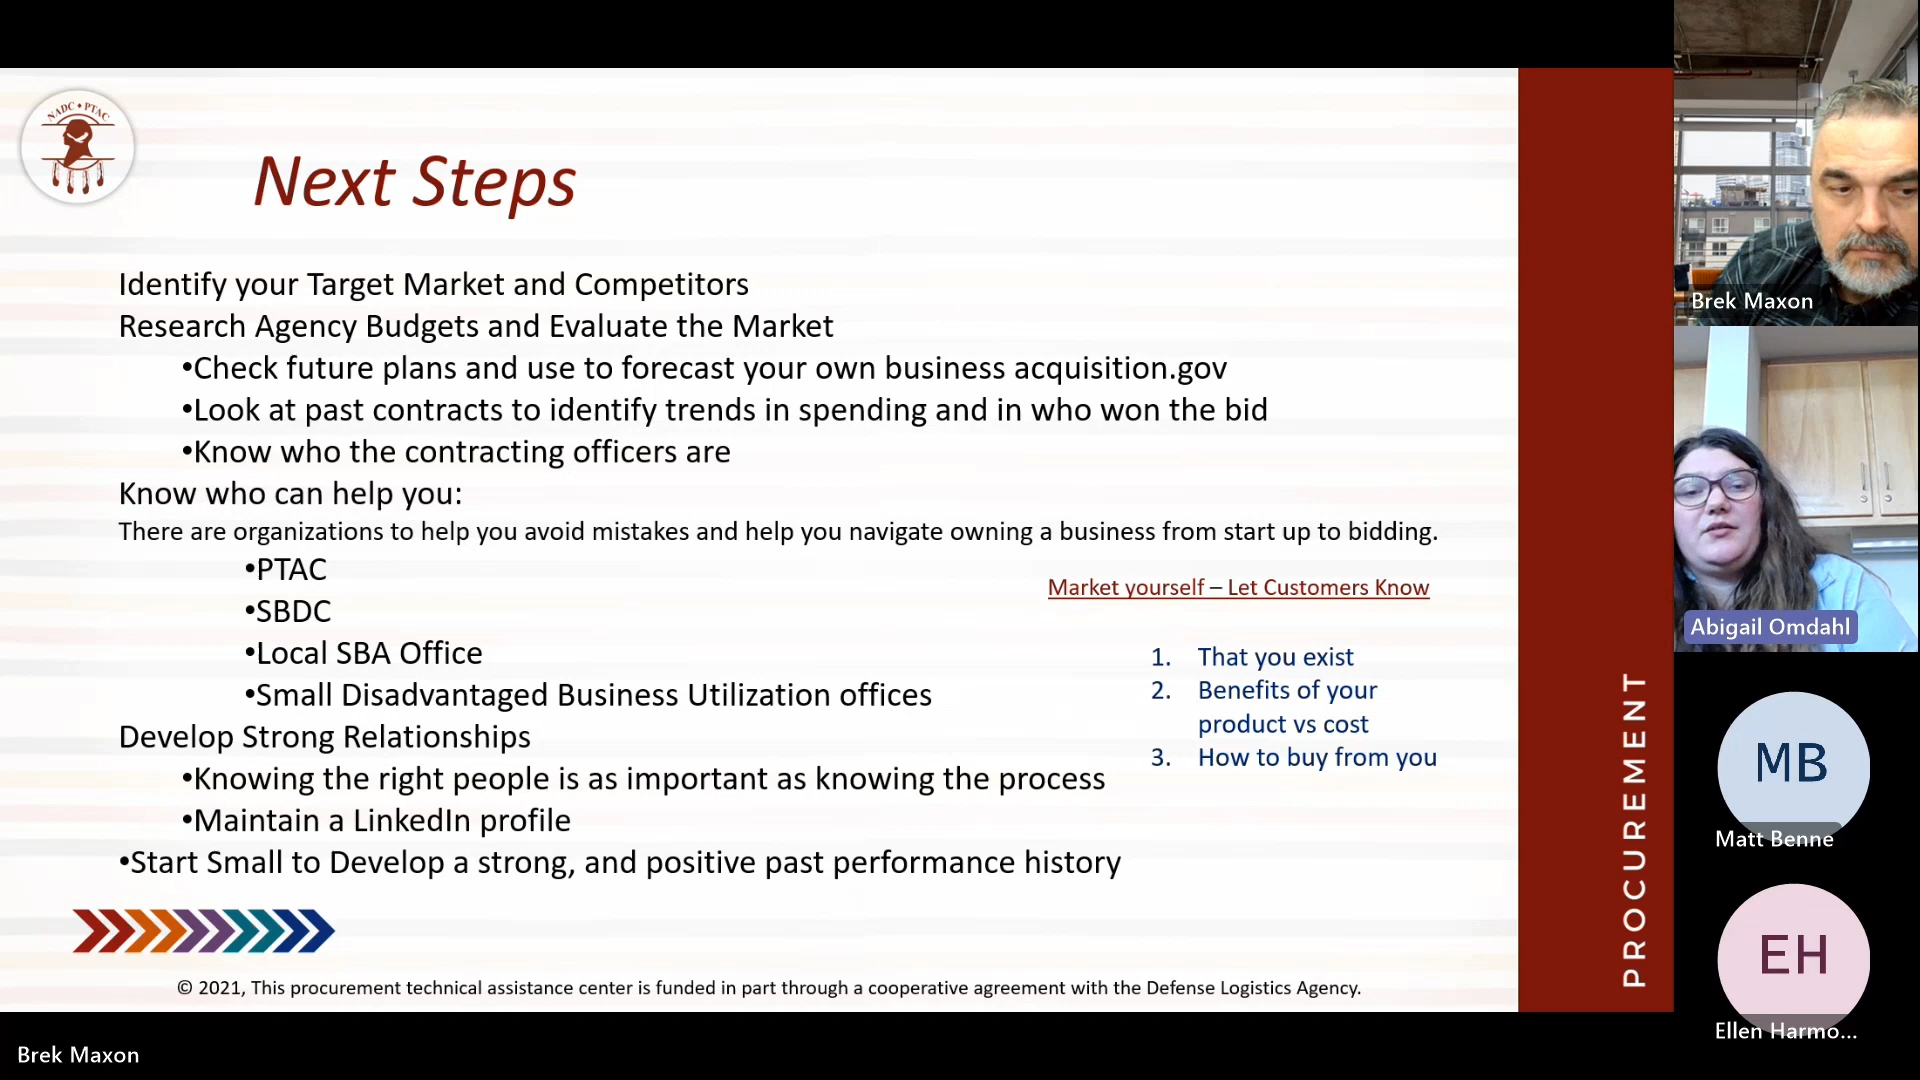 NADC • PTAC
Next Steps
Identify your Target Market and Competitors
Research Agency Budgets and Evaluate the Market
•Check future plans and use to forecast your own business acquisition.gov
•Look at past contracts to identify trends in spending and in who won the bid
•Know who the contracting officers are
Know who can help you:
There are organizations to help you avoid mistakes and help you navigate owning a business from start up to bidding.
•PTAC
•SBDC
•Local SBA Office
•Small Disadvantaged Business Utilization offices
Develop Strong Relationships
•Knowing the right people is as important as knowing the process
•Maintain a LinkedIn profile
•Start Small to Develop a strong, and positive past performance history
Market yourself – Let Customers Know
1. That you exist
2. Benefits of your
product vs cost
3. How to buy from you
© 2021, This procurement technical assistance center is funded in part through a cooperative agreement with the Defense Logistics Agency.
PROCUREMENT
Brek Maxon
Abigail Omdahl
MB
Matt Benne
EH
Ellen Harmo...
Brek Maxon